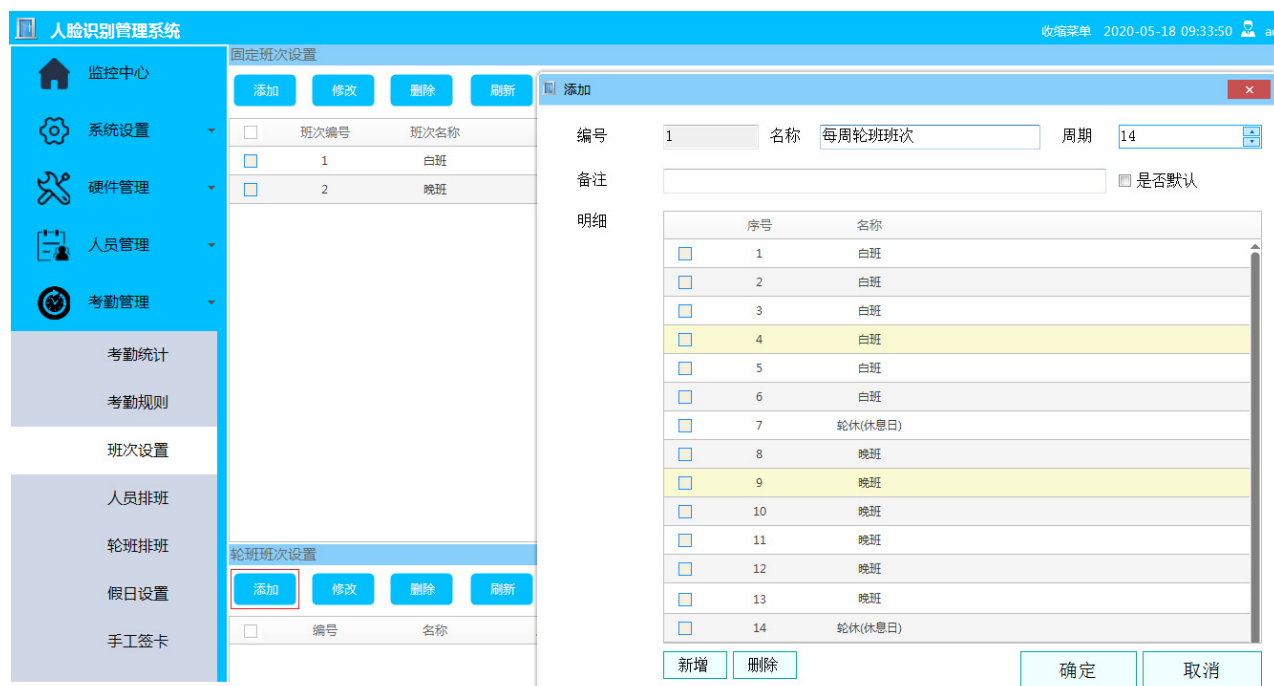 人脸识别管理系统
收缩菜单 2020-05-18 09:33:50
监控中心
系统设置
硬件管理
人员管理
考勤管理
考勤统计
考勤规则
班次设置
人员排班
轮班排班
假日设置
手工签卡
固定班次设置
添加 修改 删除 刷新
班次编号 班次名称
1 白班
2 晚班
轮班班次设置
添加 修改 删除 刷新
编号 名称
添加
编号 1 名称 每周轮班班次 周期 14
备注 是否默认
明细
序号 名称
1 白班
2 白班
3 白班
4 白班
5 白班
6 白班
7 轮休(休息日)
8 晚班
9 晚班
10 晚班
11 晚班
12 晚班
13 晚班
14 轮休(休息日)
新增 删除 确定 取消